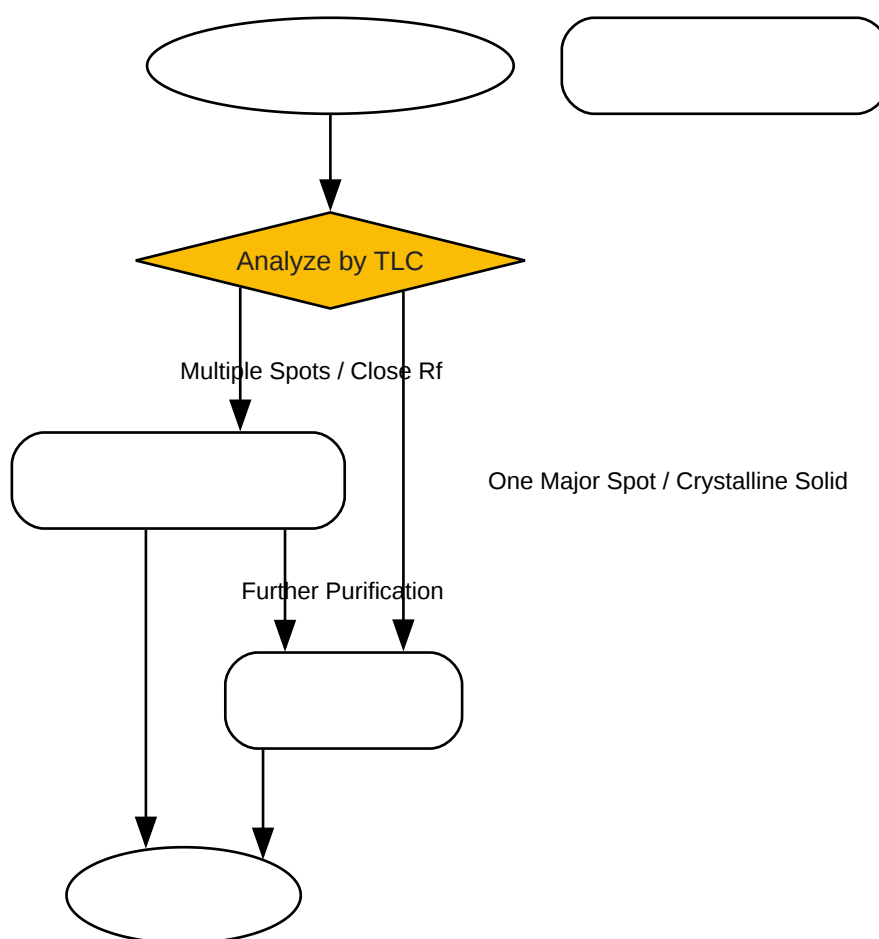 Analyze by TLC
Multiple Spots / Close Rf
One Major Spot / Crystalline Solid
Further Purification